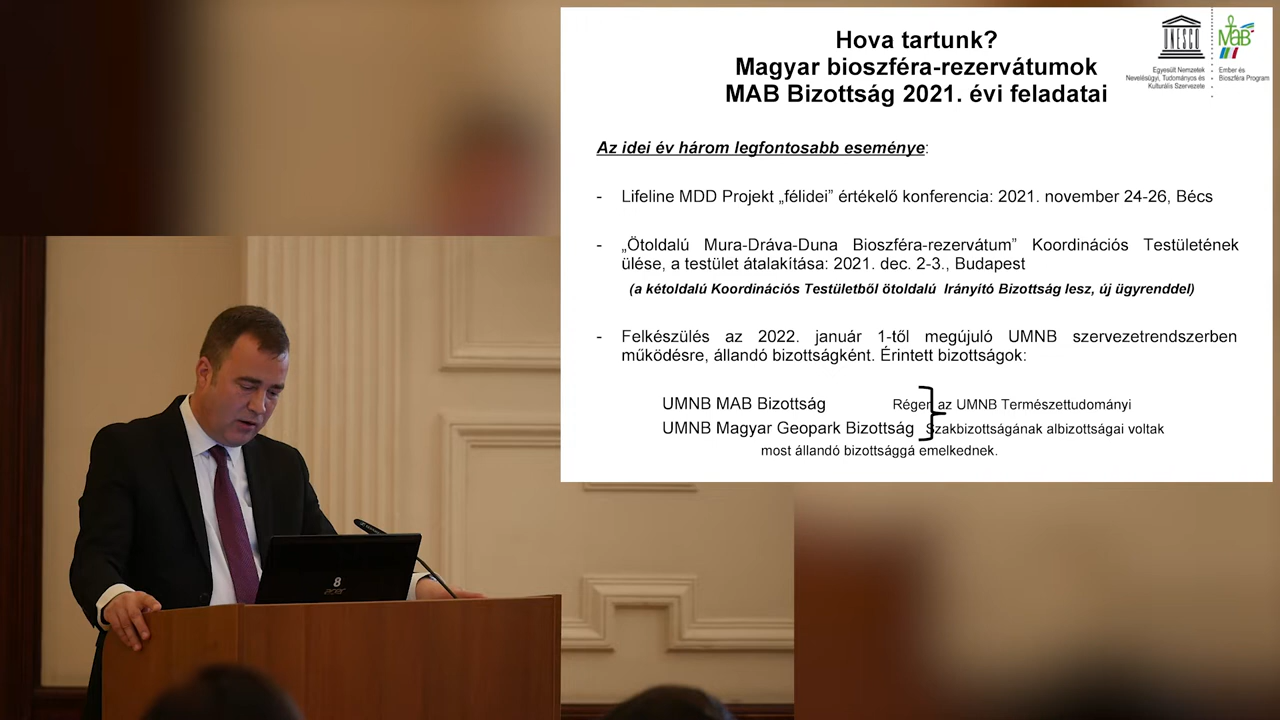 Hova tartunk?
Magyar bioszféra-rezervátumok
MAB Bizottság 2021. évi feladatai
UNESCO
MaB
Egyesült Nemzetek
Nevelésügyi, Tudományos és
Kulturális Szervezete
Ember és
Bioszféra Program
Az idei év három legfontosabb eseménye:
- Lifeline MDD Projekt „félidei” értékelő konferencia: 2021. november 24-26, Bécs
- „Ötoldalú Mura-Dráva-Duna Bioszféra-rezervátum” Koordinációs Testületének
ülése, a testület átalakítása: 2021. dec. 2-3., Budapest
(a kétoldalú Koordinációs Testületből ötoldalú Irányító Bizottság lesz, új ügyrenddel)
- Felkészülés az 2022. január 1-től megújuló UMNB szervezetrendszerben
működésre, állandó bizottságként. Érintett bizottságok:
UMNB MAB Bizottság Régen az UMNB Természettudományi
UMNB Magyar Geopark Bizottság Szakbizottságának albizottságai voltak
most állandó bizottsággá emelkednek.
8
acer